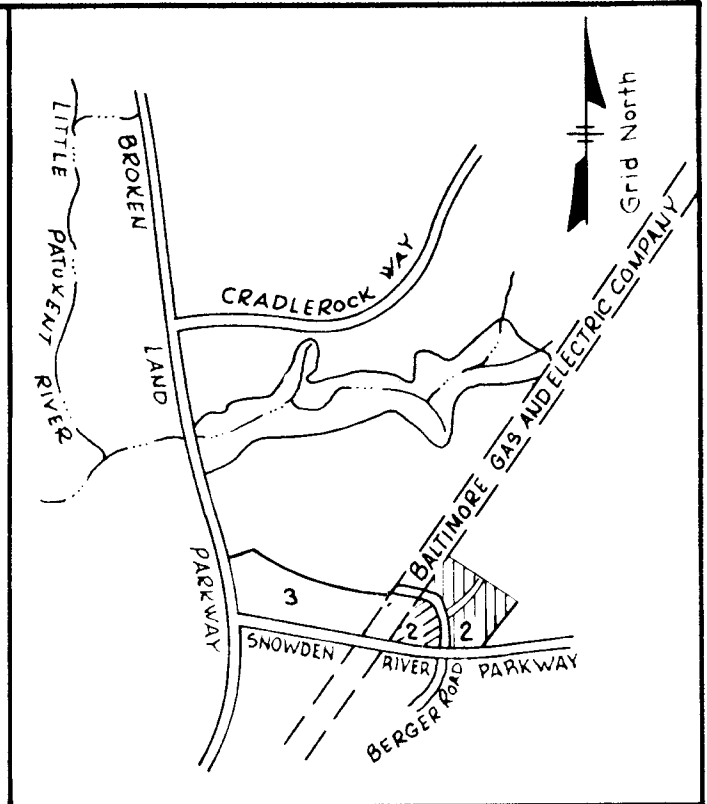 LITTLE PATUXENT RIVER
BROKEN LAND PARKWAY
CRADLEROCK WAY
Grid North
BALTIMORE GAS AND ELECTRIC COMPANY
3
2
2
SNOWDEN RIVER PARKWAY
BERGER ROAD